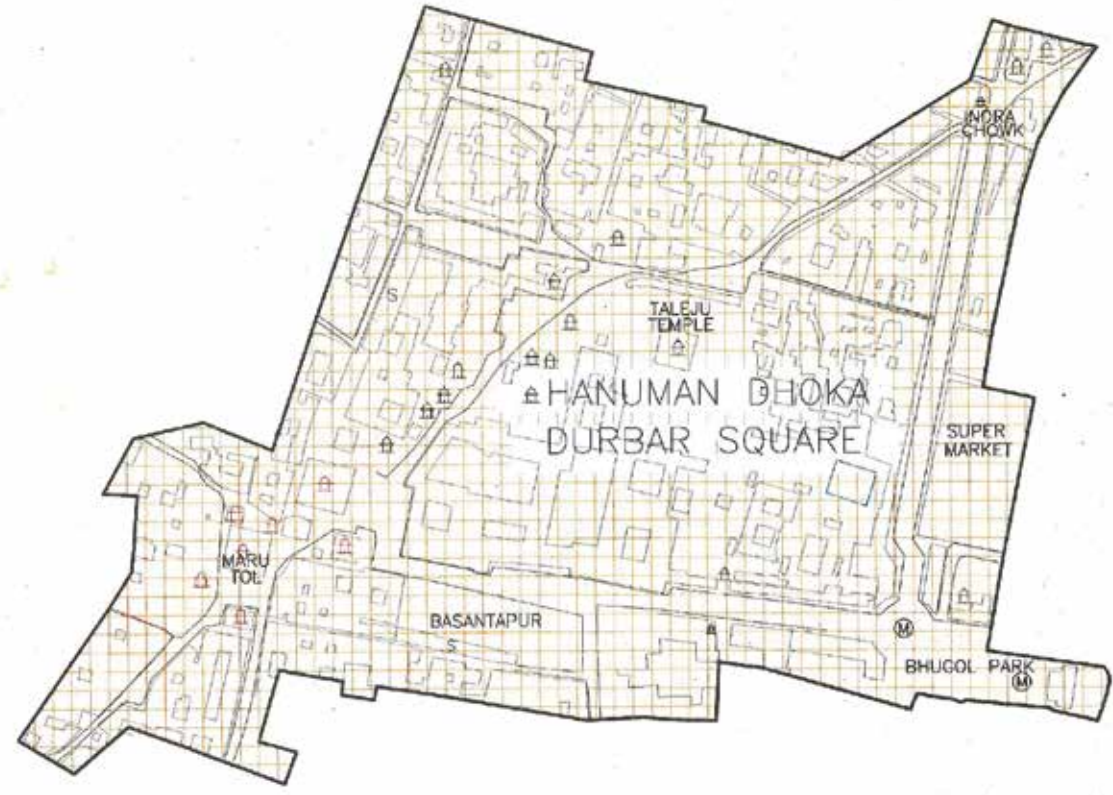 INDRA
CHOWK
S
TALEJU
TEMPLE
HANUMAN DHOKA
DURBAR SQUARE
SUPER
MARKET
MARU
TOL
BASANTAPUR
S
M
BHUGOL PARK
M